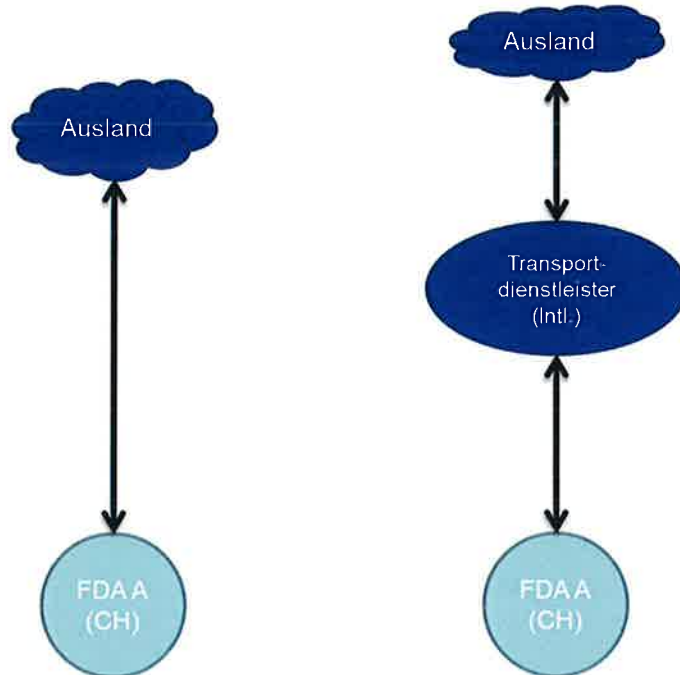 Ausland
FDA A
(CH)
Ausland
Transport-
dienstleister
(Intl.)
FDA A
(CH)